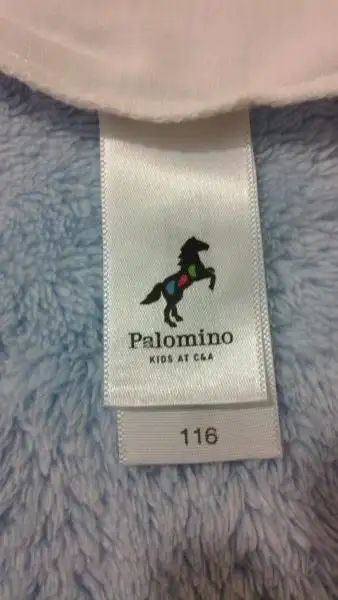 Palomino
KIDS AT C&A
116